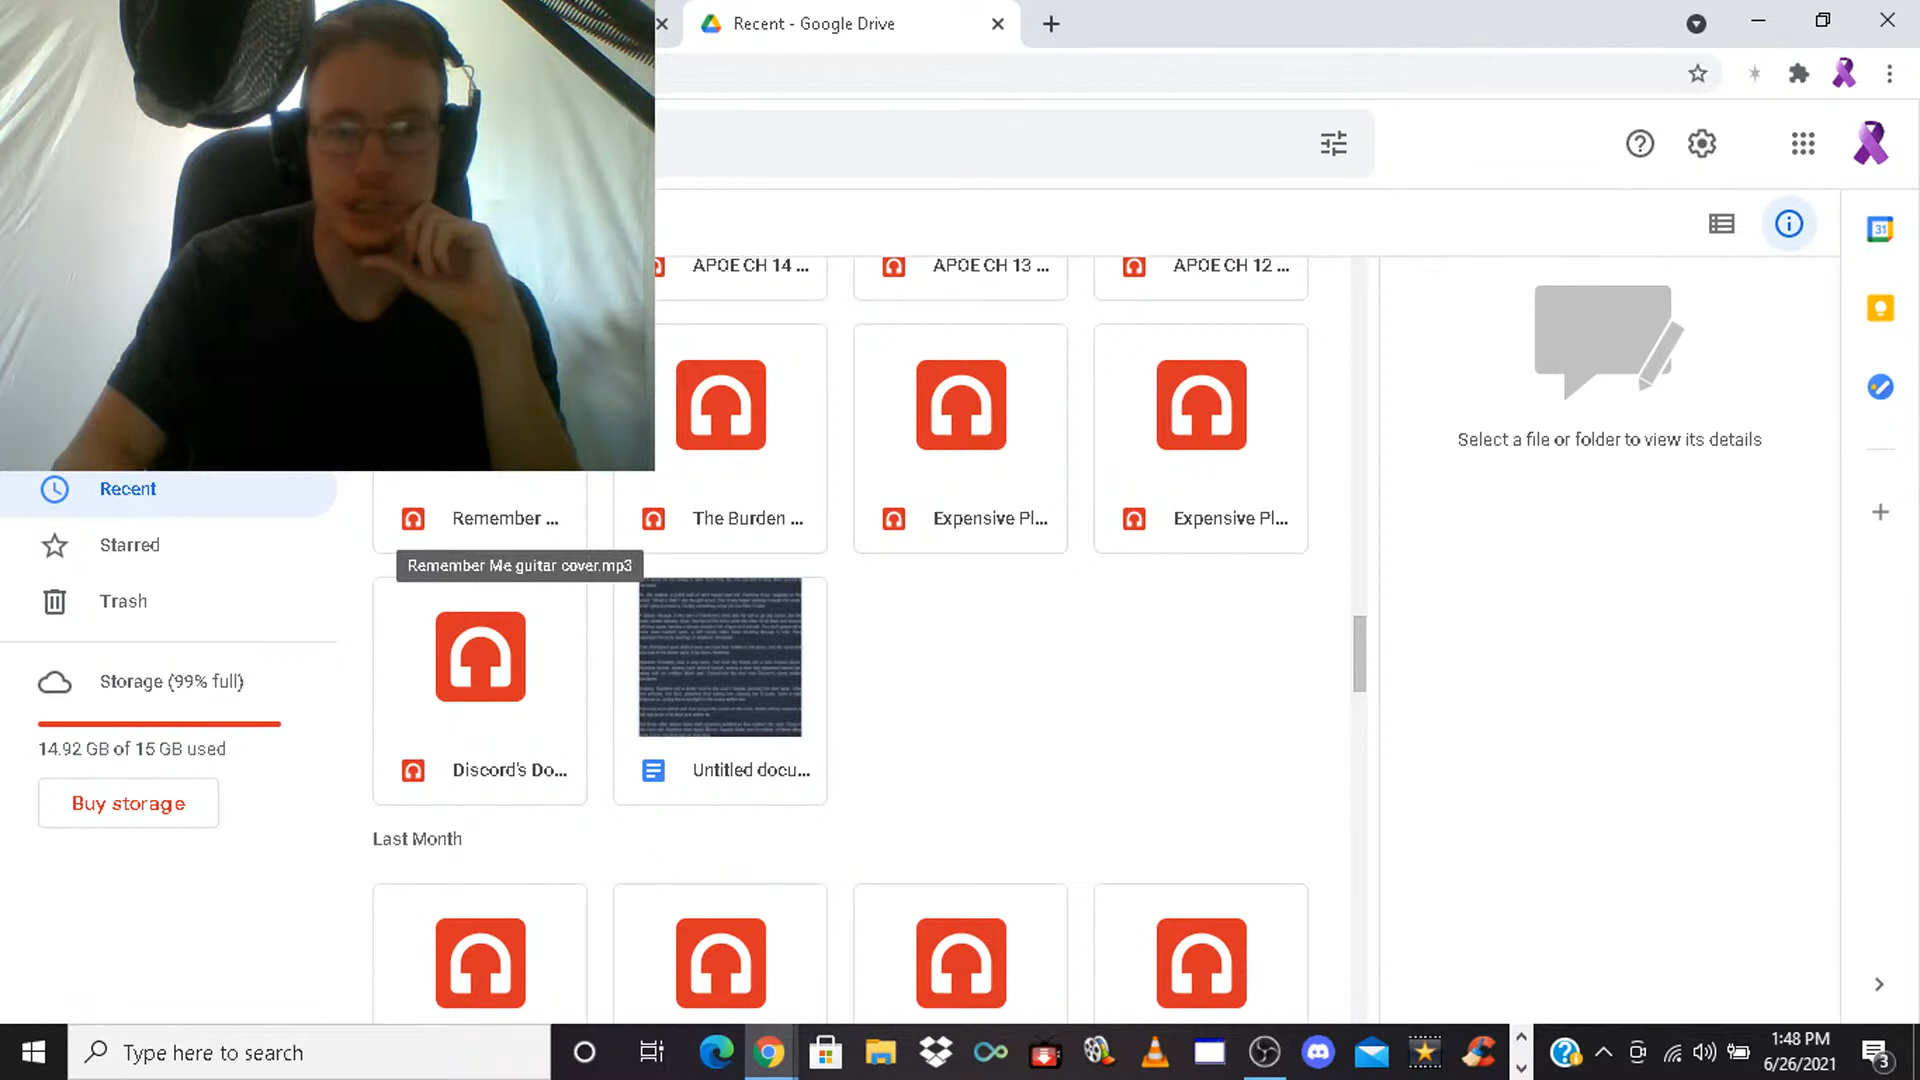 Recent - Google Drive
APOE CH 14 ...
APOE CH 13 ...
APOE CH 12 ...
31
Select a file or folder to view its details
Recent
Remember ...
The Burden ...
Expensive Pl...
Expensive Pl...
Starred
Remember Me guitar cover.mp3
Trash
Storage (99% full)
14.92 GB of 15 GB used
Buy storage
Discord's Do...
Untitled docu...
Last Month
Type here to search
1:48 PM
6/26/2021
3